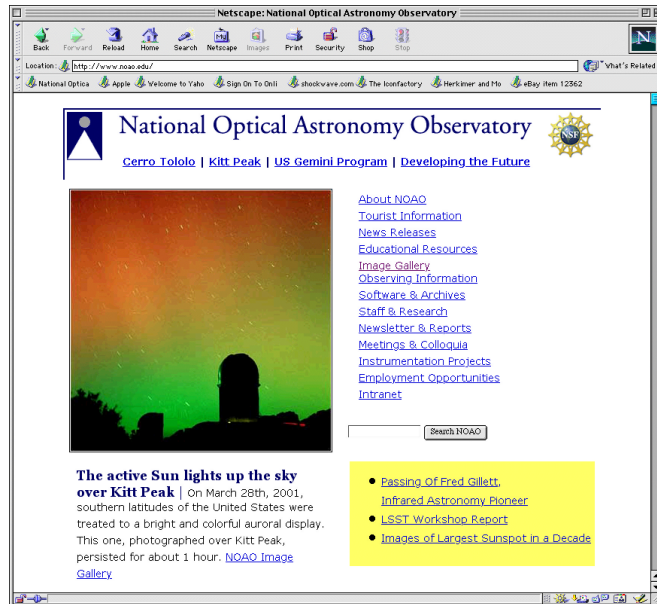 Netscape: National Optical Astronomy Observatory
Back Forward Reload Home Search Netscape Images Print Security Shop Stop
N
Location: http://www.noao.edu/ What's Related
National Optica Apple Welcome to Yaho Sign On To Onli shockwave.com The Iconfactory Herkimer and Mo eBay item 12362
National Optical Astronomy Observatory
NSF
Cerro Tololo | Kitt Peak | US Gemini Program | Developing the Future
About NOAO
Tourist Information
News Releases
Educational Resources
Image Gallery
Observing Information
Software & Archives
Staff & Research
Newsletter & Reports
Meetings & Colloquia
Instrumentation Projects
Employment Opportunities
Intranet
Search NOAO
The active Sun lights up the sky
over Kitt Peak | On March 28th, 2001,
southern latitudes of the United States were
treated to a bright and colorful auroral display.
This one, photographed over Kitt Peak,
persisted for about 1 hour. NOAO Image
Gallery
Passing Of Fred Gillett,
Infrared Astronomy Pioneer
LSST Workshop Report
Images of Largest Sunspot in a Decade